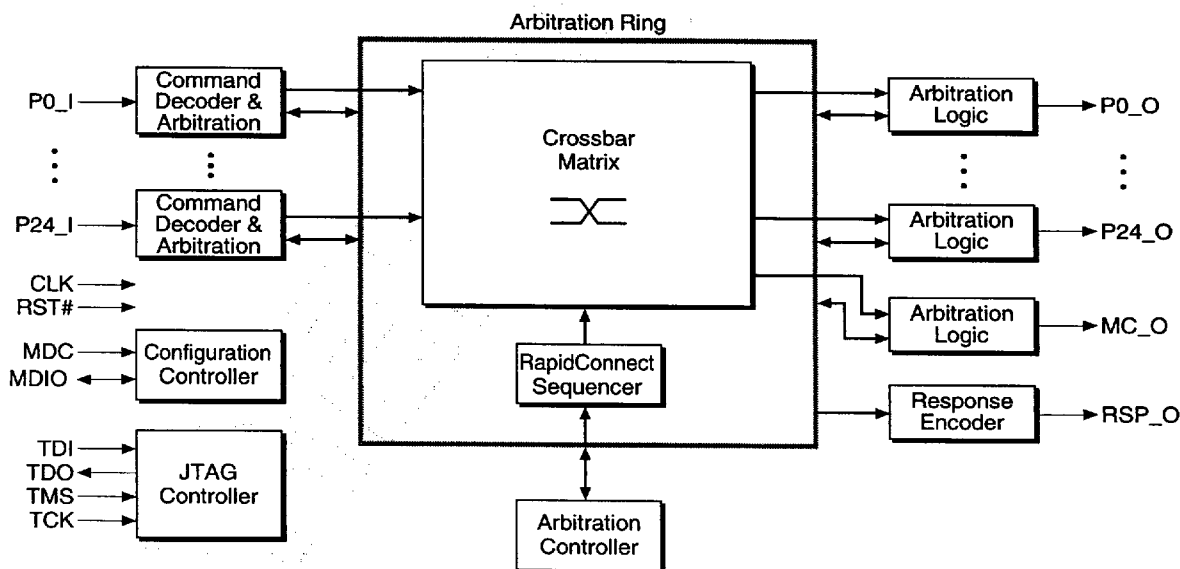 Arbitration Ring
P0_I
Command
Decoder &
Arbitration
P24_I
Command
Decoder &
Arbitration
CLK
RST#
MDC
MDIO
Configuration
Controller
TDI
TDO
TMS
TCK
JTAG
Controller
Crossbar
Matrix
RapidConnect
Sequencer
Arbitration
Controller
Arbitration
Logic
P0_O
Arbitration
Logic
P24_O
Arbitration
Logic
MC_O
Response
Encoder
RSP_O